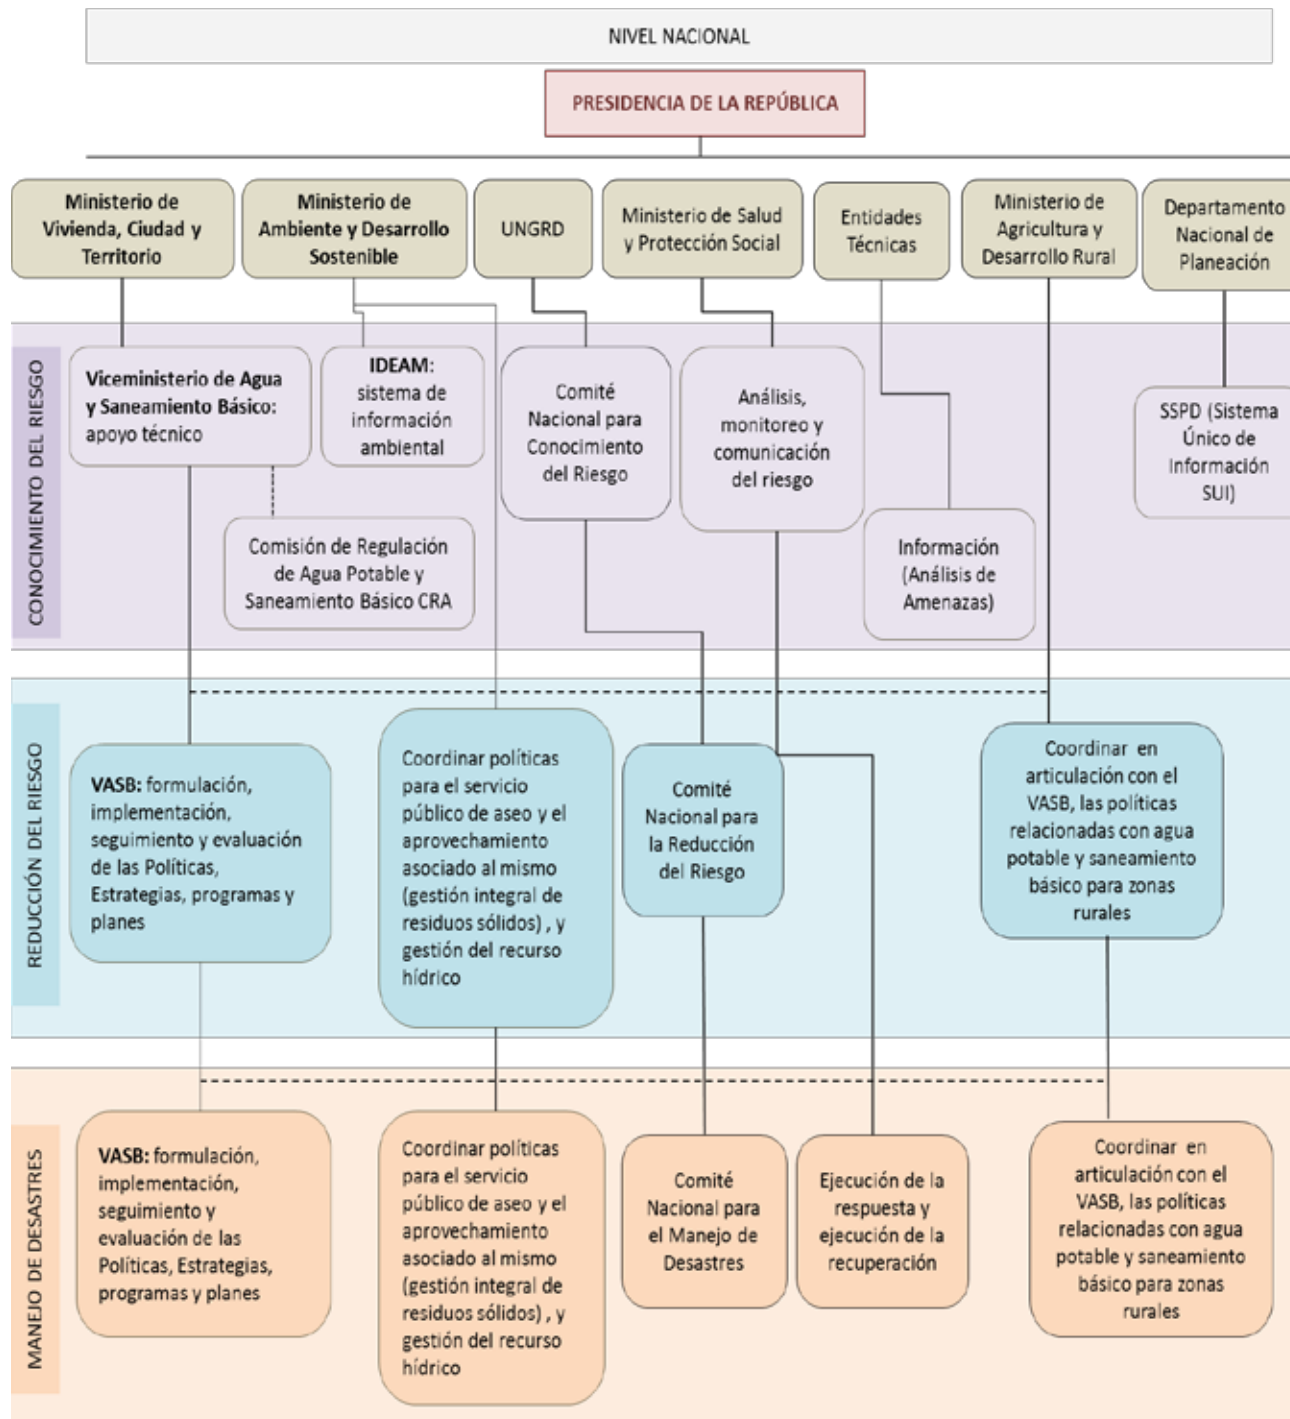 NIVEL NACIONAL
PRESIDENCIA DE LA REPÚBLICA
Ministerio de
Vivienda, Ciudad y
Territorio
Ministerio de
Ambiente y Desarrollo
Sostenible
UNGRD
Ministerio de Salud
y Protección Social
Entidades
Técnicas
Ministerio de
Agricultura y
Desarrollo Rural
Departamento
Nacional de
Planeación
CONOCIMIENTO DEL RIESGO
Viceministerio de Agua
y Saneamiento Básico:
apoyo técnico
IDEAM:
sistema de
información
ambiental
Comité
Nacional para
Conocimiento
del Riesgo
Análisis,
monitoreo y
comunicación
del riesgo
SSPD (Sistema
Único de
Información
SUI)
Comisión de Regulación
de Agua Potable y
Saneamiento Básico CRA
Información
(Análisis de
Amenazas)
REDUCCIÓN DEL RIESGO
VASB: formulación,
implementación,
seguimiento y evaluación
de las Políticas,
Estrategias, programas y
planes
Coordinar políticas
para el servicio
público de aseo y el
aprovechamiento
asociado al mismo
(gestión integral de
residuos sólidos) , y
gestión del recurso
hídrico
Comité
Nacional para
la Reducción
del Riesgo
Coordinar en
articulación con el
VASB, las políticas
relacionadas con agua
potable y saneamiento
básico para zonas
rurales
MANEJO DE DESASTRES
VASB: formulación,
implementación,
seguimiento y
evaluación de las
Políticas, Estrategias,
programas y planes
Coordinar políticas
para el servicio
público de aseo y el
aprovechamiento
asociado al mismo
(gestión integral de
residuos sólidos) , y
gestión del recurso
hídrico
Comité
Nacional para
el Manejo de
Desastres
Ejecución de la
respuesta y
ejecución de la
recuperación
Coordinar en
articulación con el
VASB, las políticas
relacionadas con agua
potable y saneamiento
básico para zonas
rurales